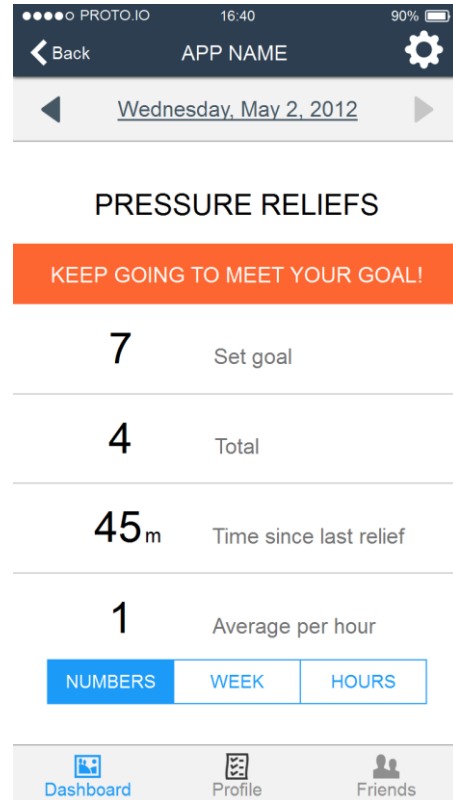 PROTO.IO 16:40 90%
Back APP NAME
Wednesday, May 2, 2012
PRESSURE RELIEFS
KEEP GOING TO MEET YOUR GOAL!
7 Set goal
4 Total
45m Time since last relief
1 Average per hour
NUMBERS WEEK HOURS
Dashboard Profile Friends